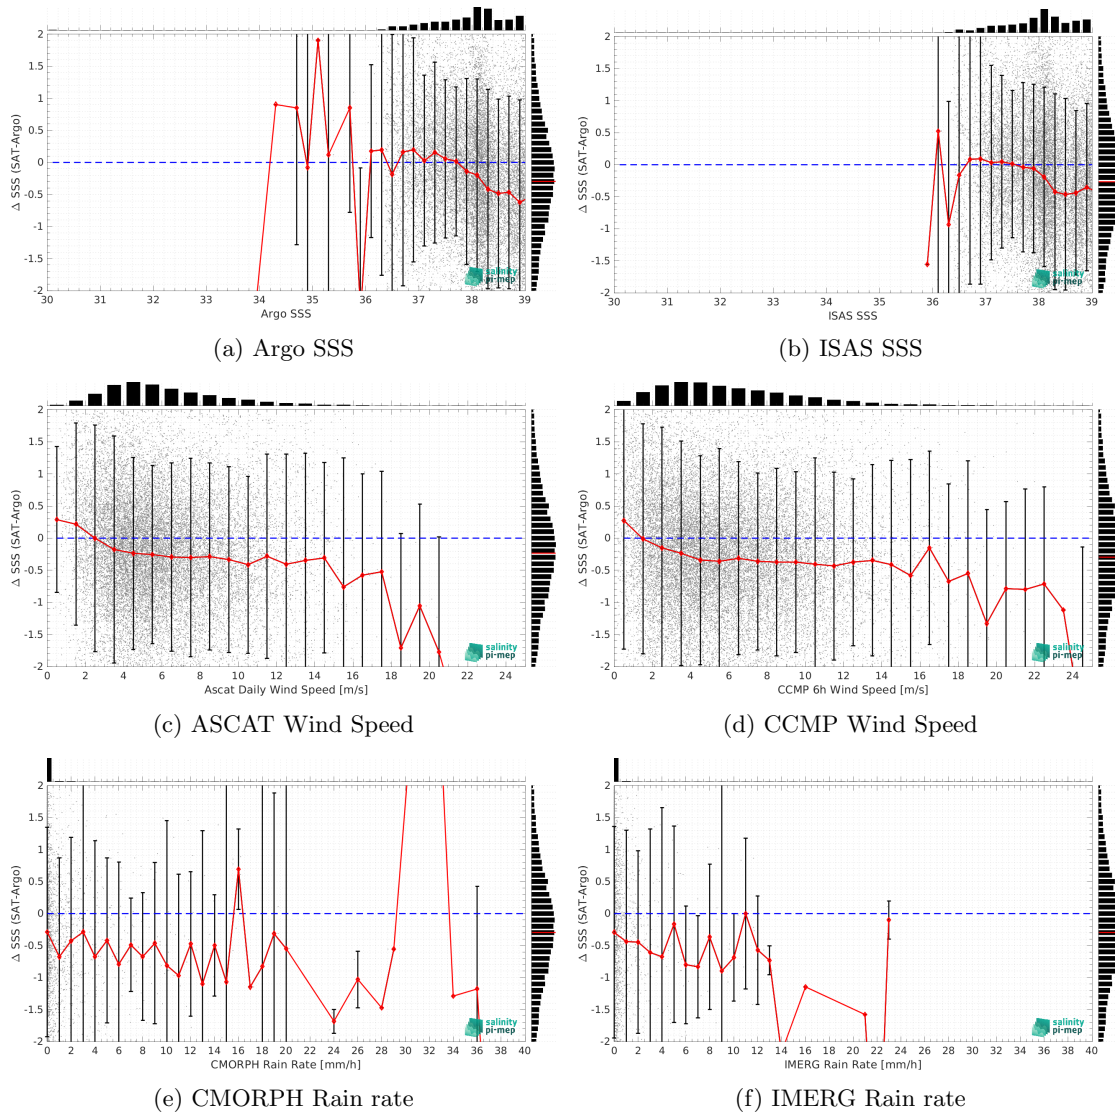 2
1.5
1
0.5
0
-0.5
-1
-1.5
-2
Δ SSS (SAT-Argo)
30 31 32 33 34 35 36 37 38 39
Argo SSS
salinity
pi-mep
(a) Argo SSS
2
1.5
1
0.5
0
-0.5
-1
-1.5
-2
Δ SSS (SAT-Argo)
30 31 32 33 34 35 36 37 38 39
ISAS SSS
salinity
pi-mep
(b) ISAS SSS
2
1.5
1
0.5
0
-0.5
-1
-1.5
-2
Δ SSS (SAT-Argo)
0 2 4 6 8 10 12 14 16 18 20 22 24
Ascat Daily Wind Speed [m/s]
salinity
pi-mep
(c) ASCAT Wind Speed
2
1.5
1
0.5
0
-0.5
-1
-1.5
-2
Δ SSS (SAT-Argo)
0 2 4 6 8 10 12 14 16 18 20 22 24
CCMP 6h Wind Speed [m/s]
salinity
pi-mep
(d) CCMP Wind Speed
2
1.5
1
0.5
0
-0.5
-1
-1.5
-2
Δ SSS (SAT-Argo)
0 2 4 6 8 10 12 14 16 18 20 22 24 26 28 30 32 34 36 38 40
CMORPH Rain Rate [mm/h]
salinity
pi-mep
(e) CMORPH Rain rate
2
1.5
1
0.5
0
-0.5
-1
-1.5
-2
Δ SSS (SAT-Argo)
0 2 4 6 8 10 12 14 16 18 20 22 24 26 28 30 32 34 36 38 40
IMERG Rain Rate [mm/h]
salinity
pi-mep
(f) IMERG Rain rate